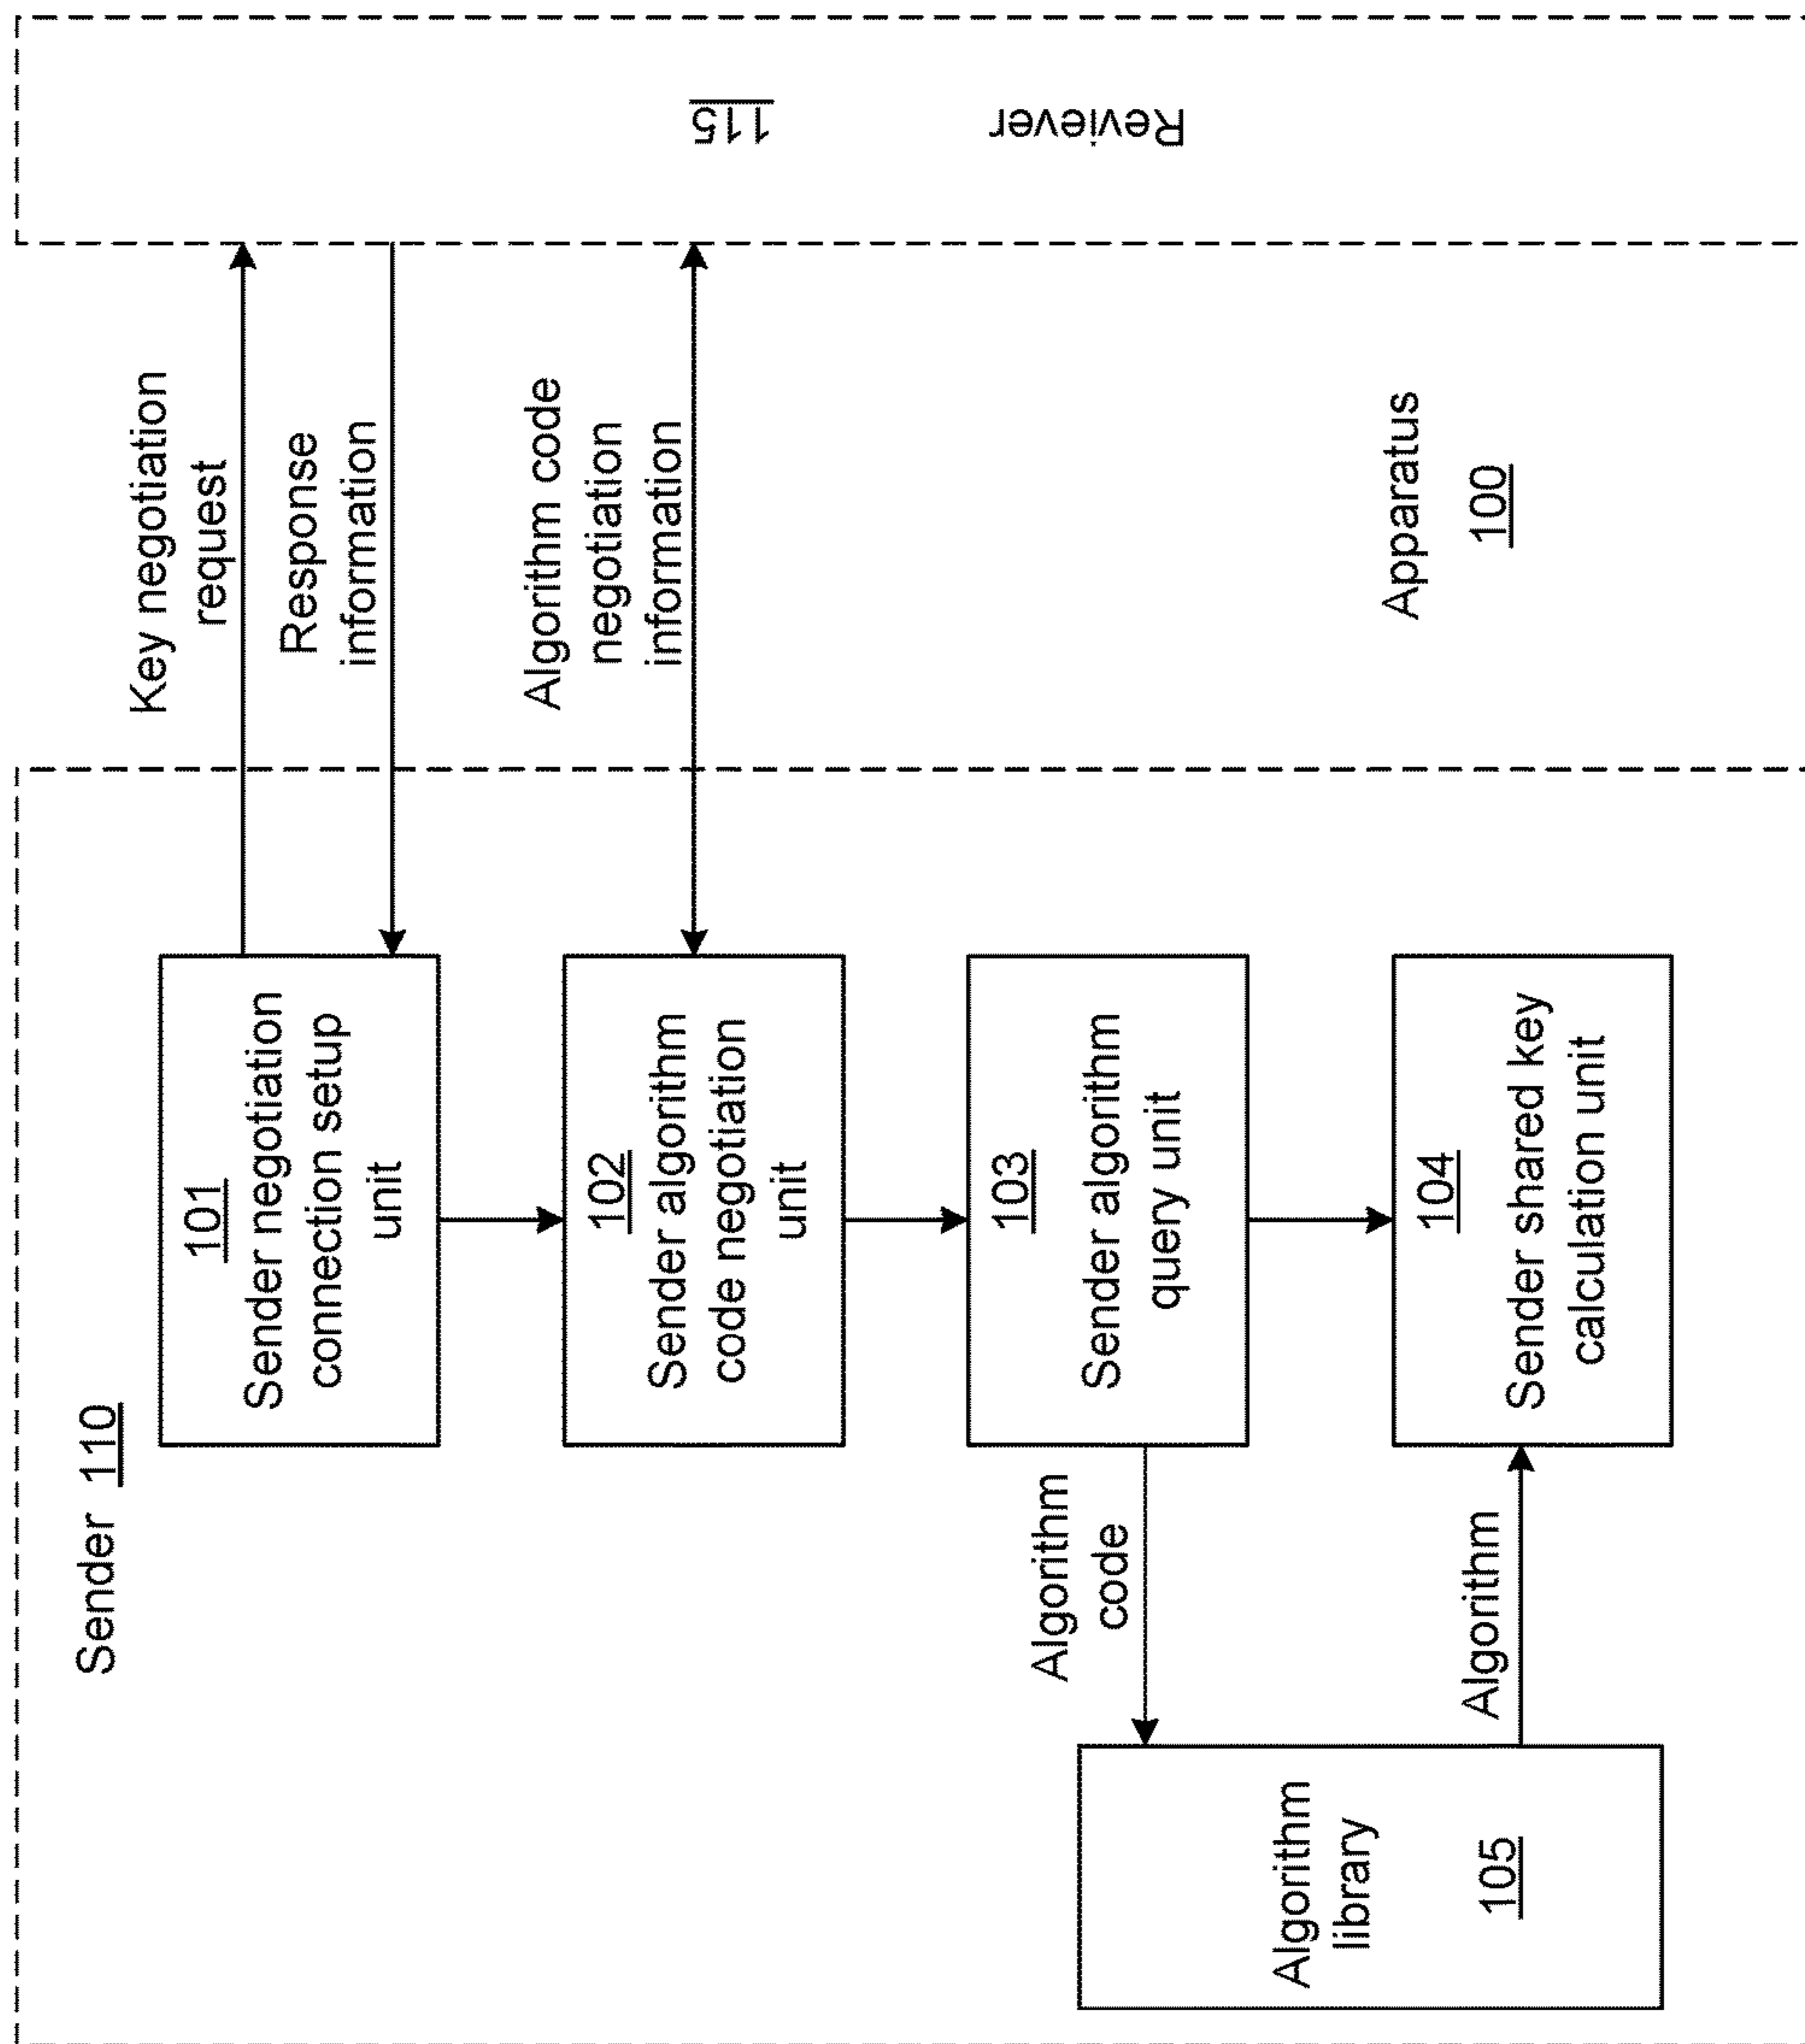 Sender 110
101
Sender negotiation
connection setup
unit
102
Sender algorithm
code negotiation
unit
103
Sender algorithm
query unit
104
Sender shared key
calculation unit
Algorithm
code
Algorithm
Algorithm
library
105
Key negotiation
request
Response
information
Algorithm code
negotiation
information
Apparatus
100
Reviever
115